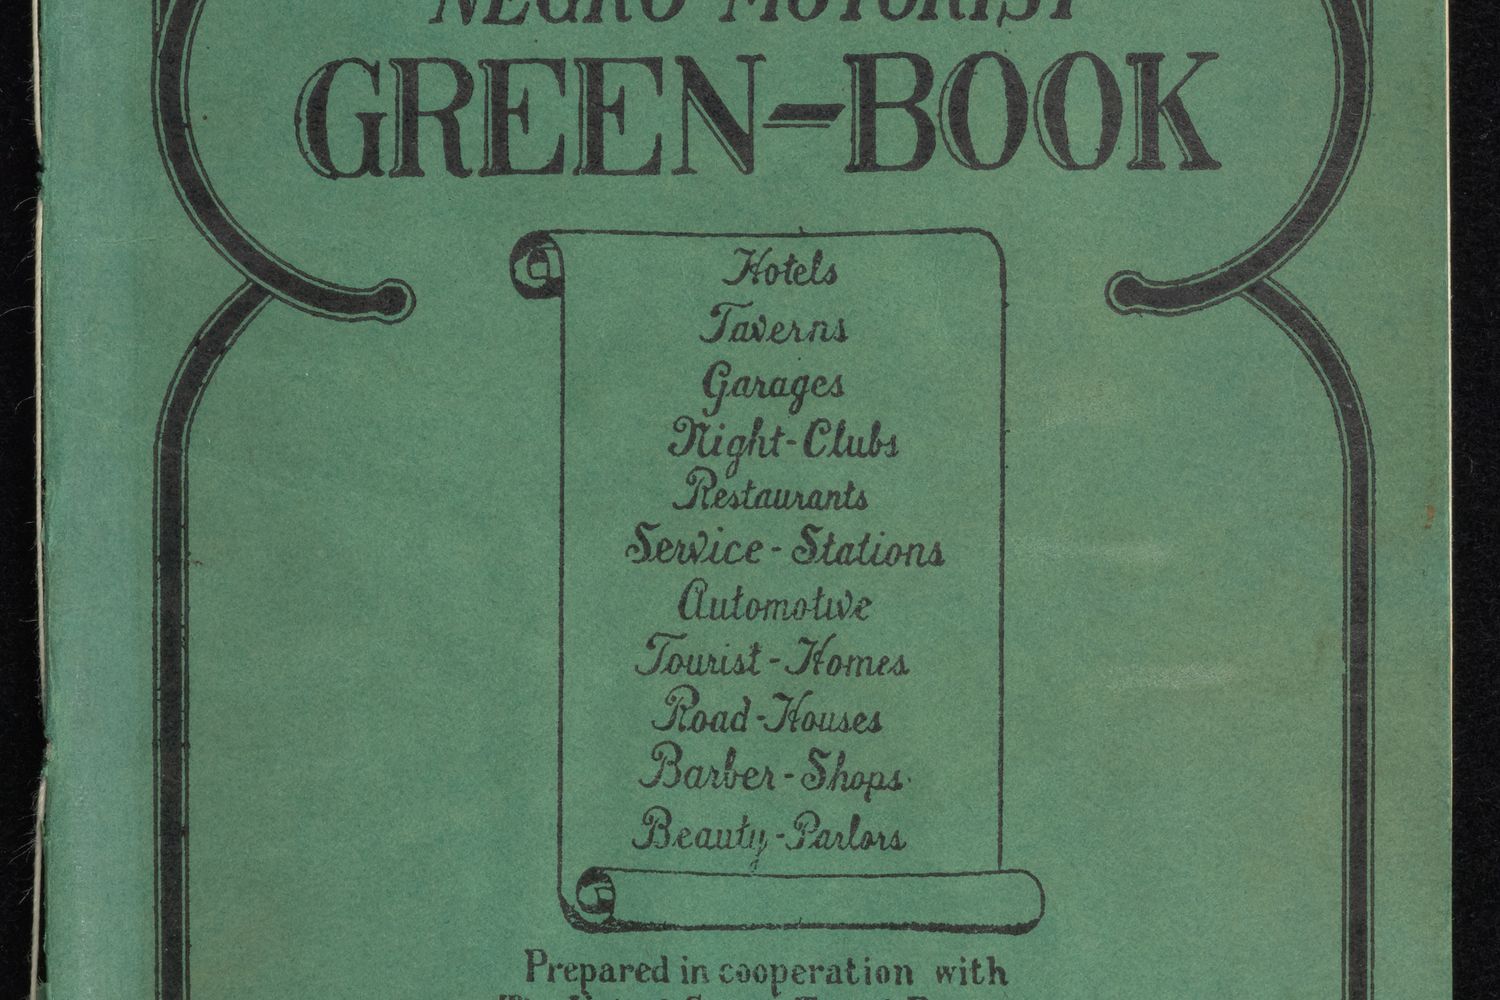 NEGRO MOTORIST
GREEN-BOOK
Hotels
Taverns
Garages
Night-Clubs
Restaurants
Service-Stations
Automotive
Tourist-Homes
Road-Houses
Barber-Shops
Beauty-Parlors
Prepared in cooperation with